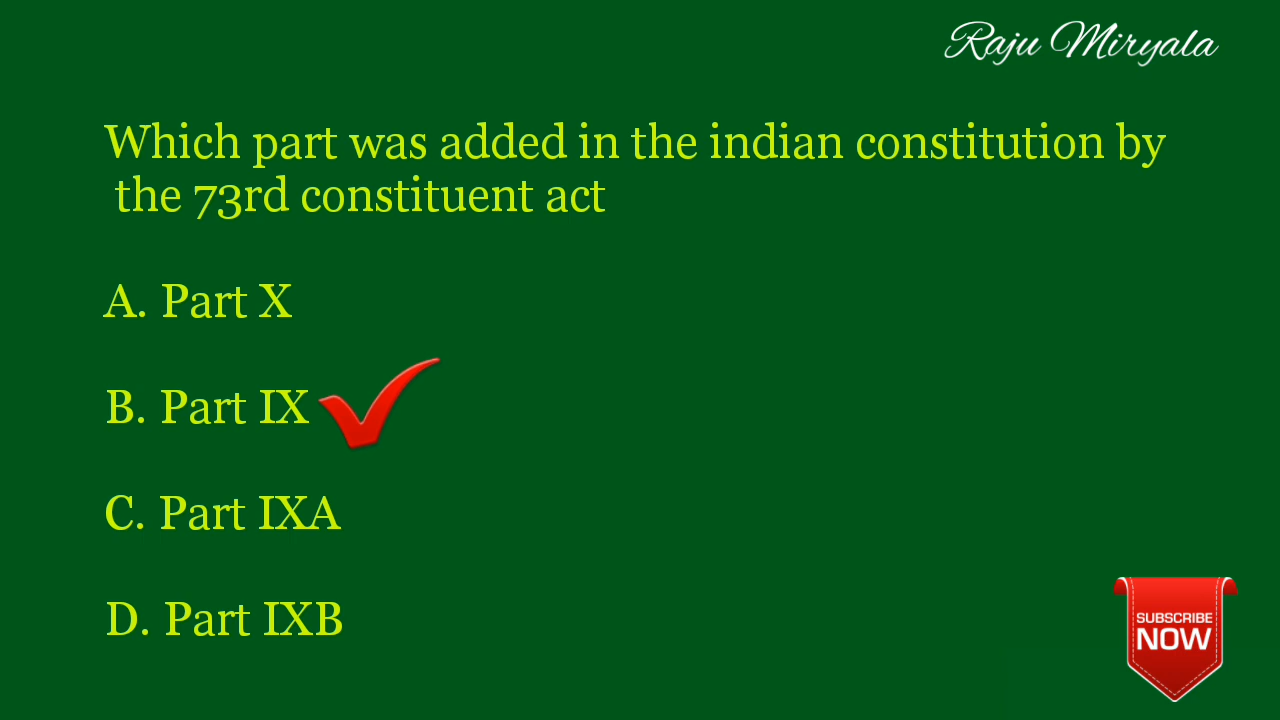 Raju Miryala
Which part was added in the indian constitution by
the 73rd constituent act
A. Part X
B. Part IX
C. Part IXA
D. Part IXB
SUBSCRIBE
NOW